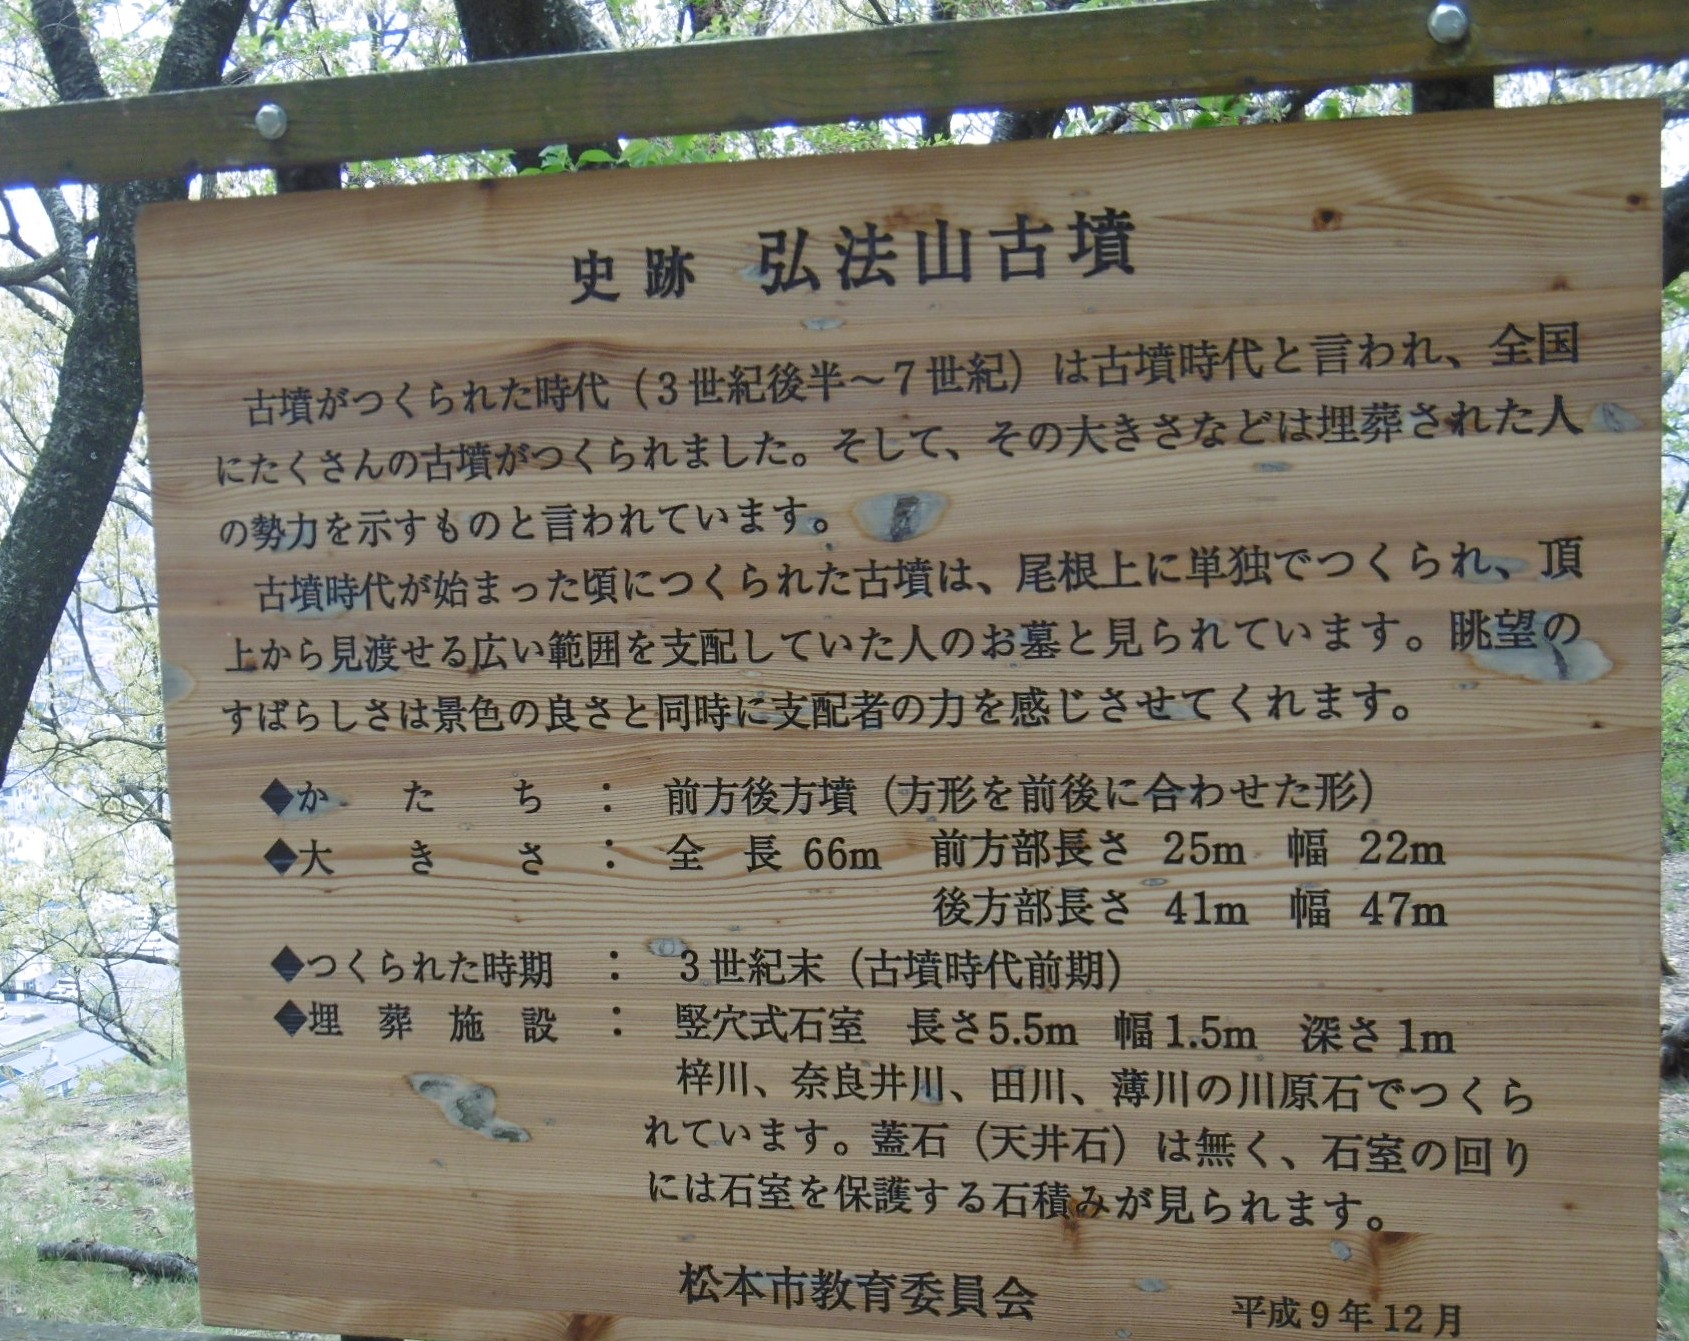 史跡 弘法山古墳
古墳がつくられた時代（3世紀後半～7世紀）は古墳時代と言われ、全国
にたくさんの古墳がつくられました。そして、その大きさなどは埋葬された人
の勢力を示すものと言われています。
古墳時代が始まった頃につくられた古墳は、尾根上に単独でつくられ、頂
上から見渡せる広い範囲を支配していた人のお墓と見られています。眺望の
すばらしさは景色の良さと同時に支配者の力を感じさせてくれます。
◆かたち：前方後方墳（方形を前後に合わせた形）
◆大きさ：全長 66m 前方部長さ 25m 幅 22m
後方部長さ 41m 幅 47m
◆つくられた時期：3世紀末（古墳時代前期）
◆埋葬施設：竪穴式石室 長さ5.5m 幅1.5m 深さ1m
梓川、奈良井川、田川、薄川の川原石でつくら
れています。蓋石（天井石）は無く、石室の回り
には石室を保護する石積みが見られます。
松本市教育委員会 平成9年12月